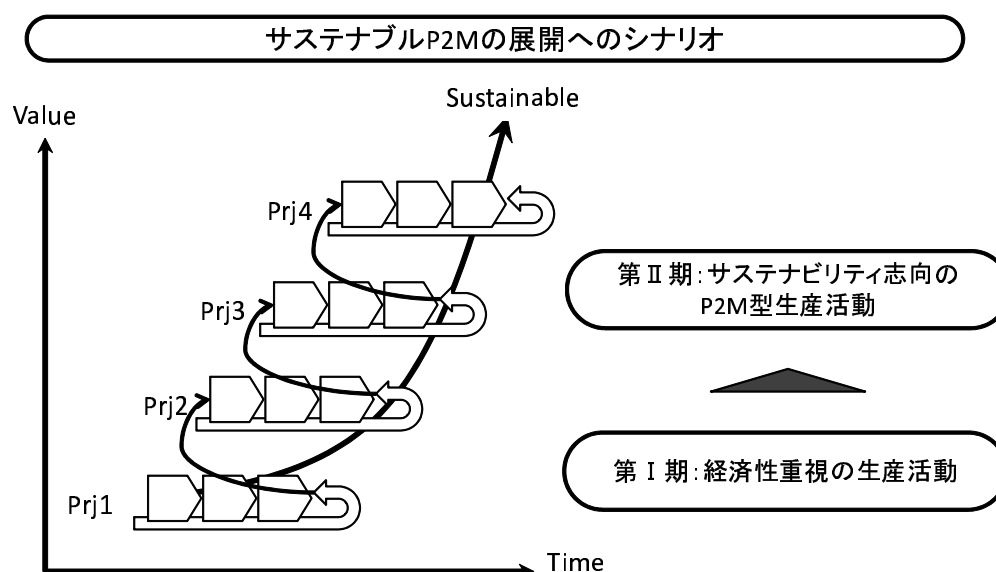 サステナブルP2Mの展開へのシナリオ
Sustainable
Value
Prj4
Prj3
Prj2
Prj1
Time
第Ⅱ期:サステナビリティ志向の
P2M型生産活動
第Ⅰ期:経済性重視の生産活動